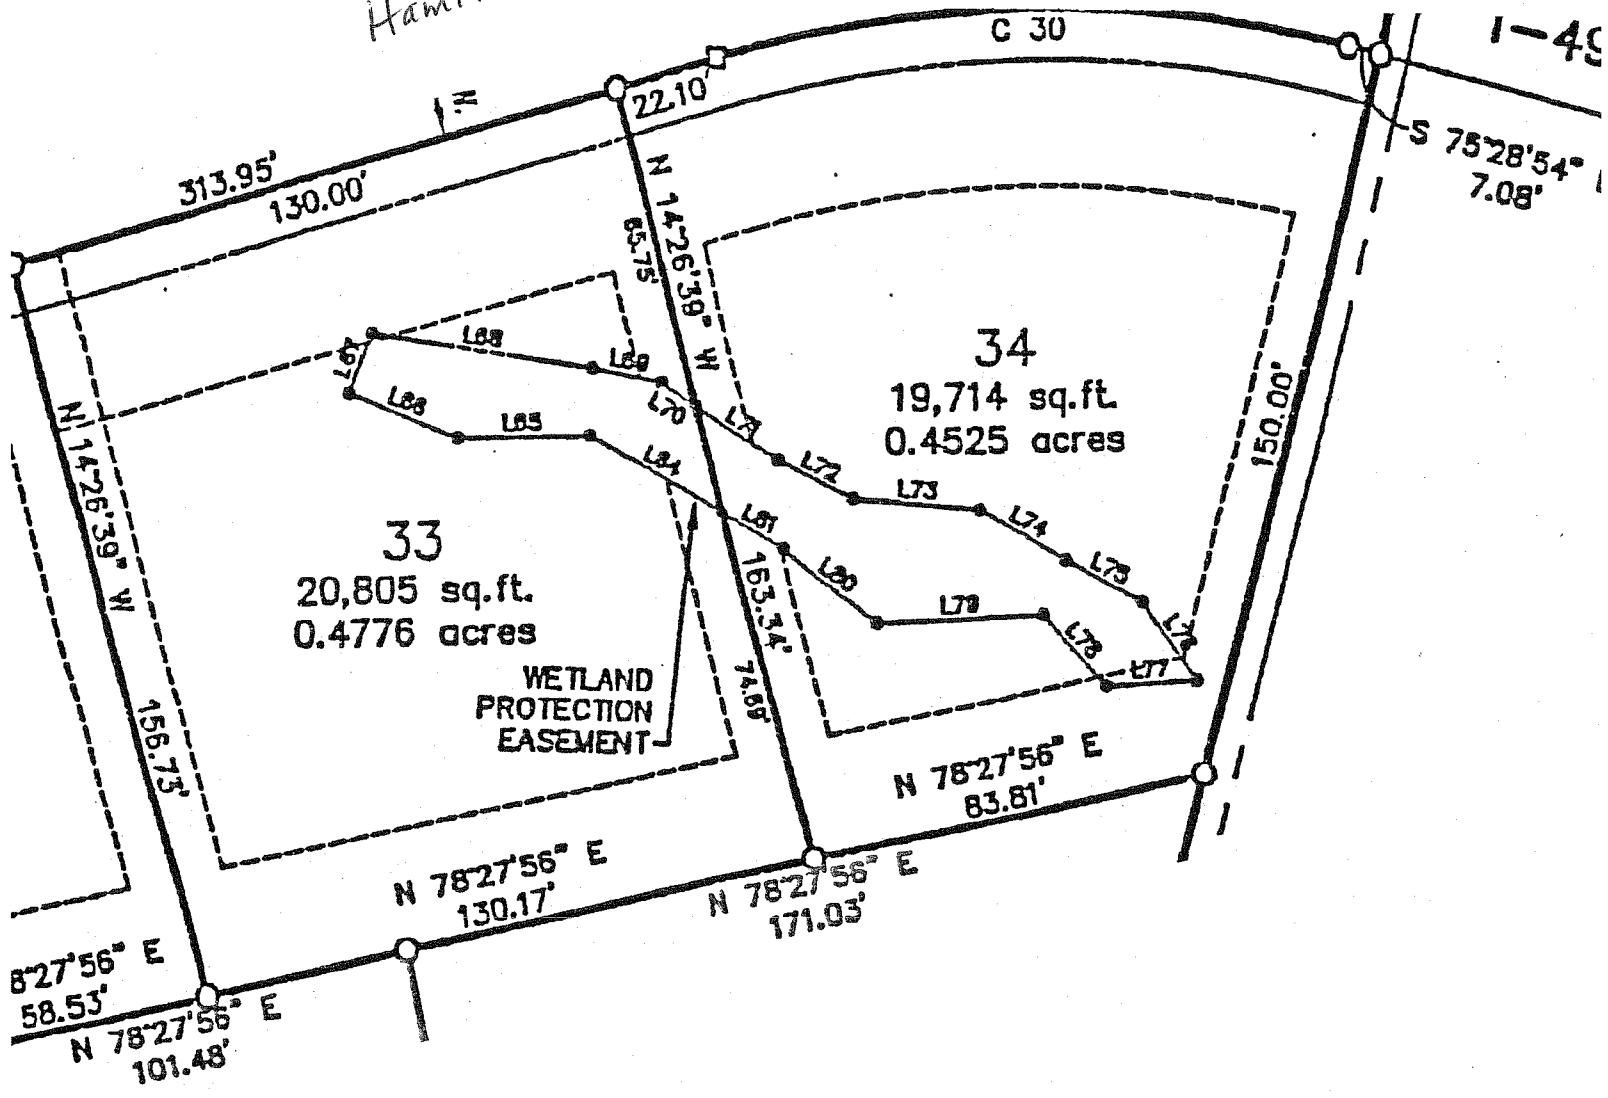 C 30
22.10'
313.95'
130.00'
S 75°28'54"
7.08'
N 14°26'39" W
65.75'
163.34'
74.69'
34
19,714 sq.ft.
0.4525 acres
150.00'
L67
L68
L69
L70
L71
L72
L73
L74
L75
L76
L77
L78
L79
L80
L81
L84
L65
L66
N 14°26'39" W
156.73'
33
20,805 sq.ft.
0.4776 acres
WETLAND
PROTECTION
EASEMENT
N 78°27'56" E
83.81'
N 78°27'56" E
130.17'
N 78°27'56" E
171.03'
8°27'56" E
58.53'
N 78°27'56" E
101.48'